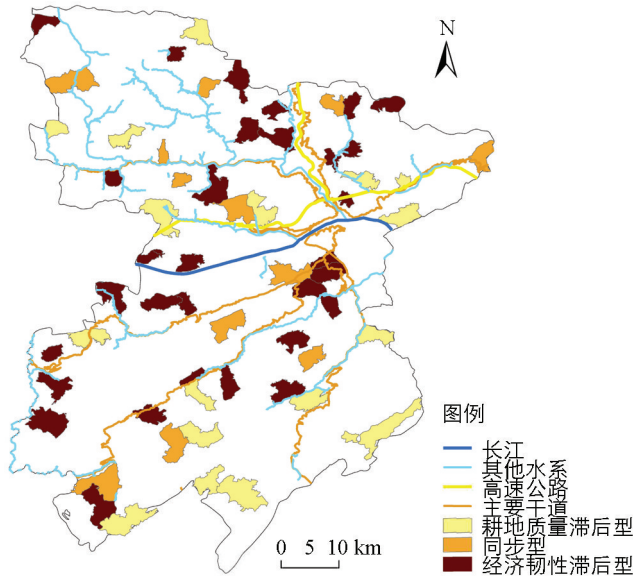 N
图例
长江
其他水系
高速公路
主要干道
耕地质量滞后型
同步型
经济韧性滞后型
0 5 10 km